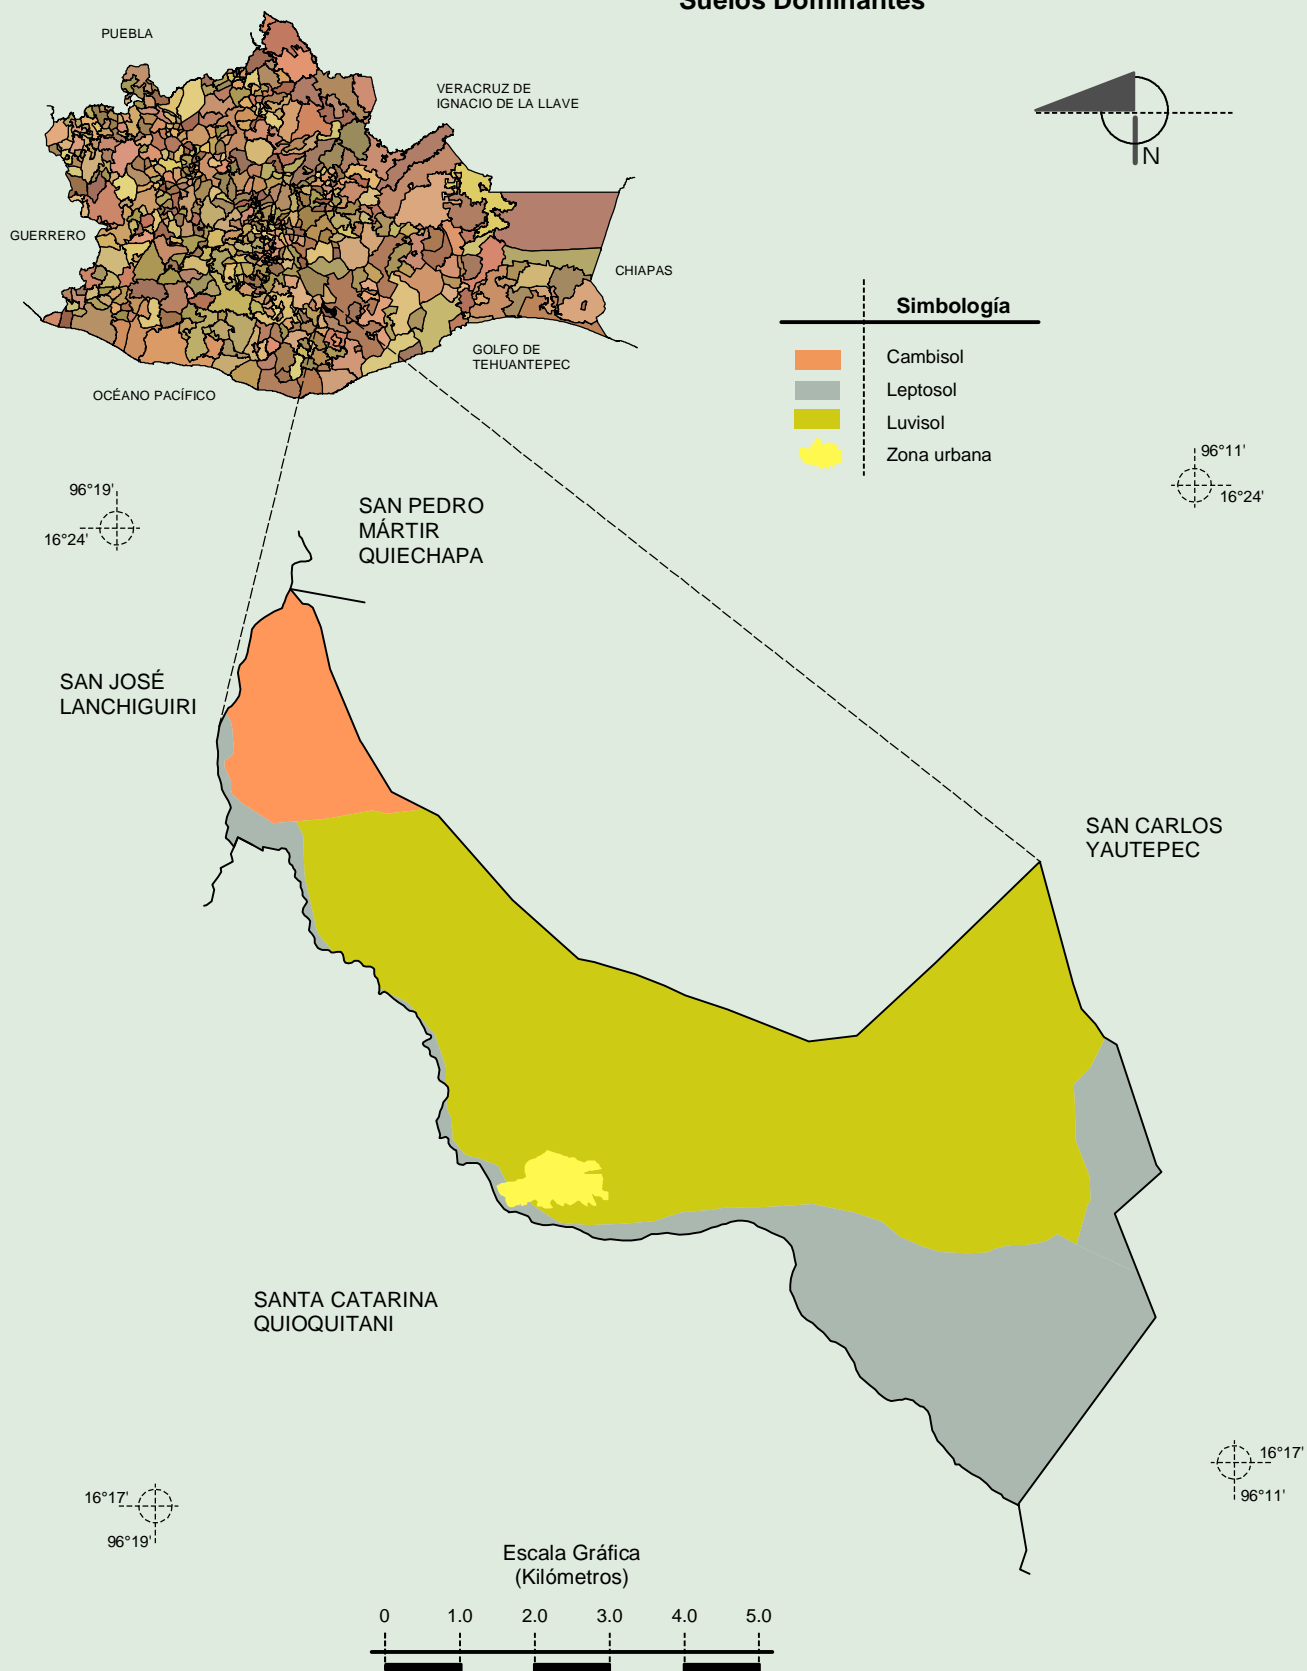 Suelos Dominantes
PUEBLA
VERACRUZ DE
IGNACIO DE LA LLAVE
N
GUERRERO
CHIAPAS
GOLFO DE
TEHUANTEPEC
OCÉANO PACÍFICO
Simbología
Cambisol
Leptosol
Luvisol
Zona urbana
96°19'
16°24'
96°11'
16°24'
SAN PEDRO
MÁRTIR
QUIECHAPA
SAN JOSÉ
LANCHIGUIRI
SAN CARLOS
YAUTEPEC
SANTA CATARINA
QUIOQUITANI
16°17'
96°19'
16°17'
96°11'
Escala Gráfica
(Kilómetros)
0 1.0 2.0 3.0 4.0 5.0